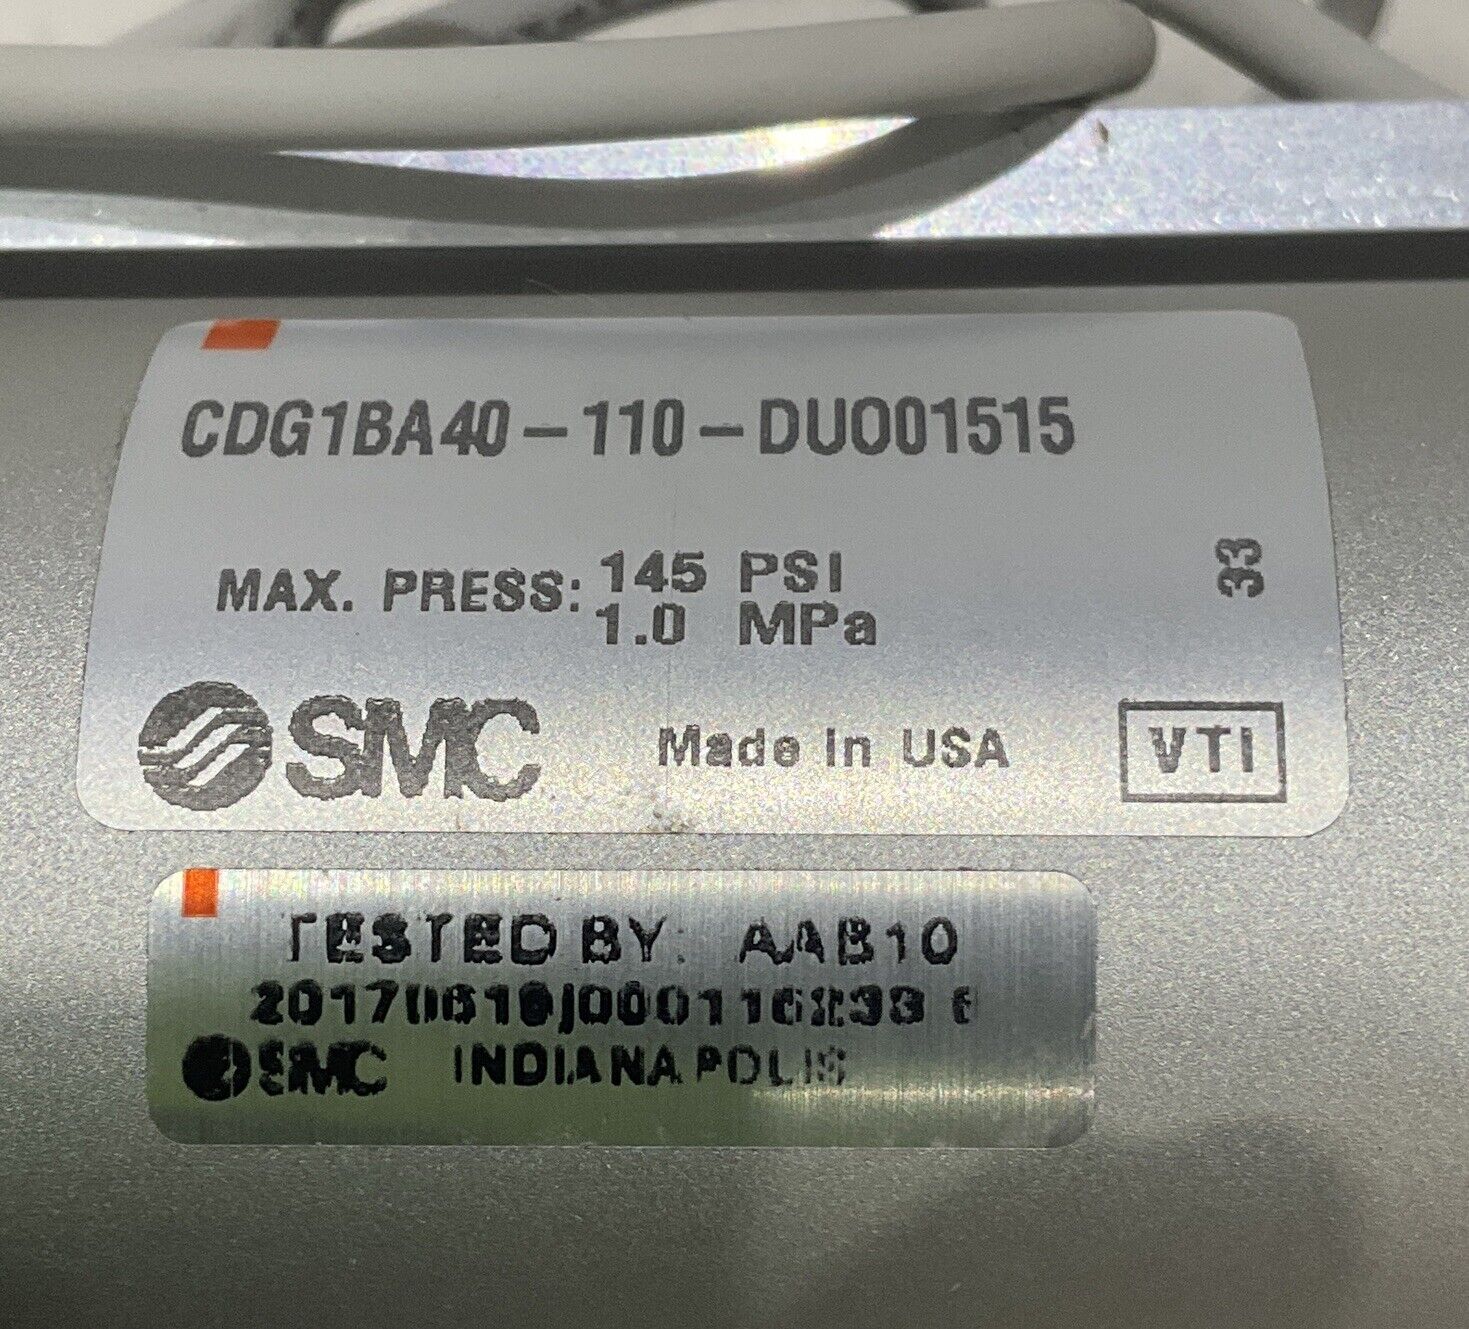 CDG1BA40-110-DUO01515
MAX. PRESS: 145 PSI
1.0 MPa
33
SMC Made in USA VTI
TESTED BY: AAB10
SMC INDIANAPOLIS